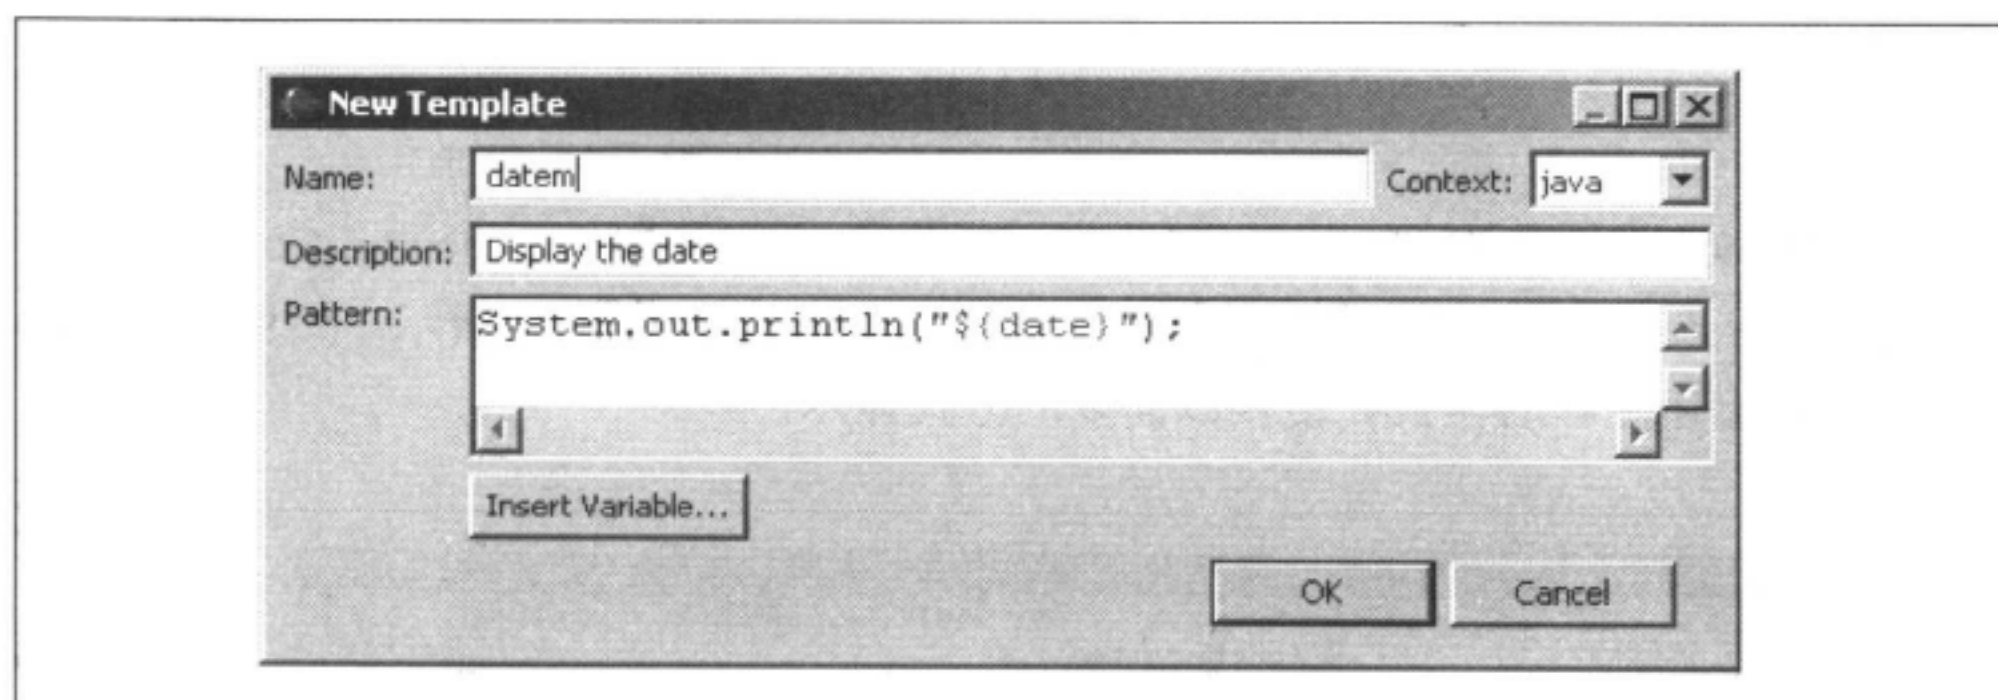 New Template
Name: datem Context: java
Description: Display the date
Pattern: System.out.println("${date}");
Insert Variable...
OK Cancel